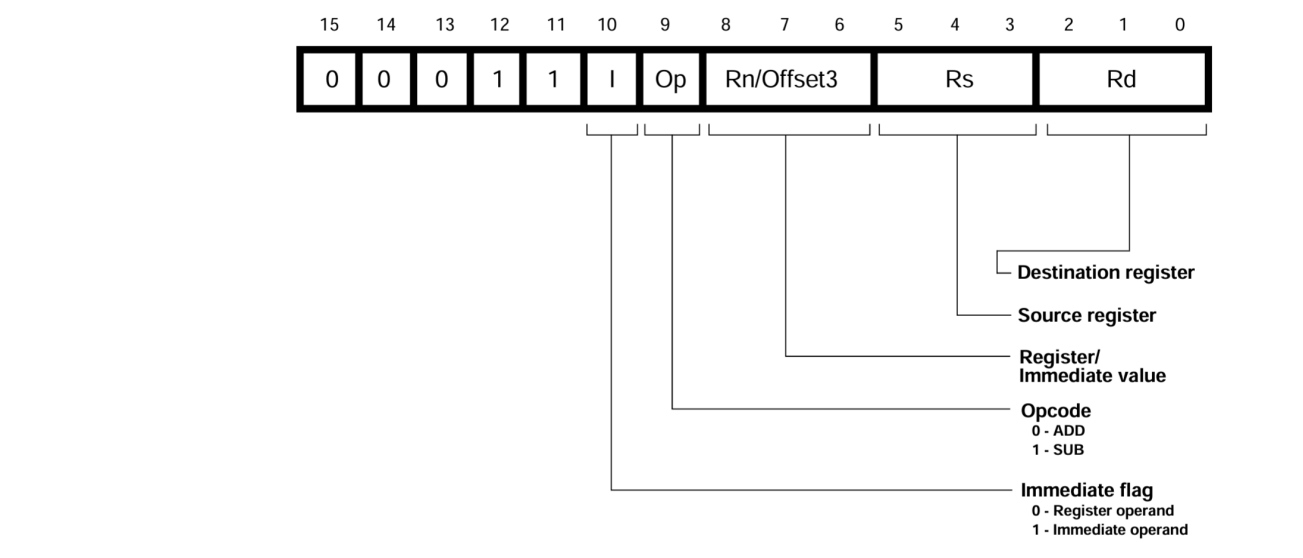 15 14 13 12 11 10 9 8 7 6 5 4 3 2 1 0
0 0 0 1 1 I Op Rn/Offset3 Rs Rd
Destination register
Source register
Register/
Immediate value
Opcode
0 - ADD
1 - SUB
Immediate flag
0 - Register operand
1 - Immediate operand